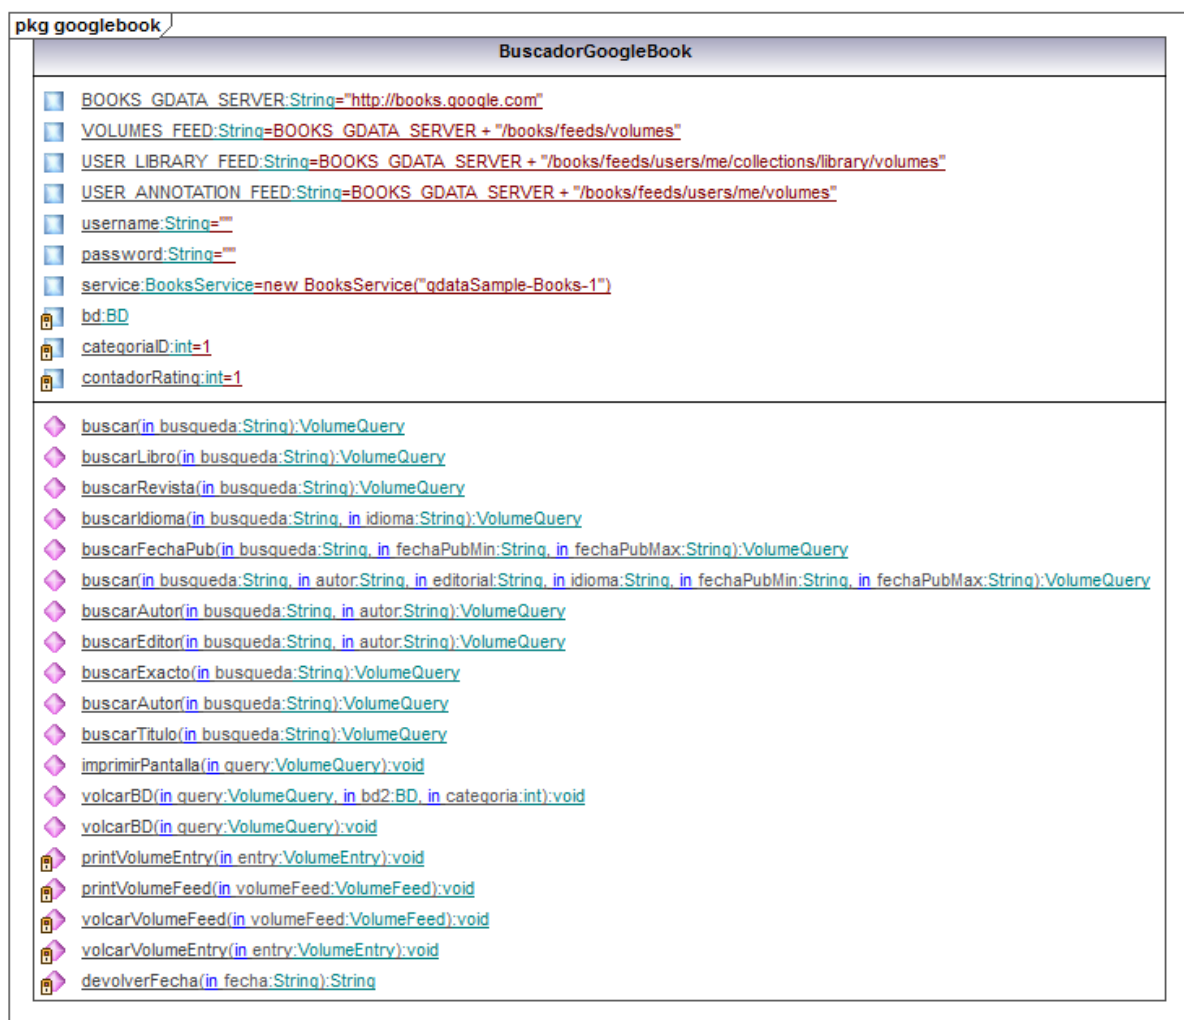 pkg googlebook
BuscadorGoogleBook
BOOKS_GDATA_SERVER:String="http://books.google.com"
VOLUMES_FEED:String=BOOKS_GDATA_SERVER + "/books/feeds/volumes"
USER_LIBRARY_FEED:String=BOOKS_GDATA_SERVER + "/books/feeds/users/me/collections/library/volumes"
USER_ANNOTATION_FEED:String=BOOKS_GDATA_SERVER + "/books/feeds/users/me/volumes"
username:String=""
password:String=""
service:BooksService=new BooksService("gdataSample-Books-1")
bd:BD
categoriaID:int=1
contadorRating:int=1
buscar(in busqueda:String):VolumeQuery
buscarLibro(in busqueda:String):VolumeQuery
buscarRevista(in busqueda:String):VolumeQuery
buscarIdioma(in busqueda:String, in idioma:String):VolumeQuery
buscarFechaPub(in busqueda:String, in fechaPubMin:String, in fechaPubMax:String):VolumeQuery
buscar(in busqueda:String, in autor:String, in editorial:String, in idioma:String, in fechaPubMin:String, in fechaPubMax:String):VolumeQuery
buscarAutor(in busqueda:String, in autor:String):VolumeQuery
buscarEditor(in busqueda:String, in autor:String):VolumeQuery
buscarExacto(in busqueda:String):VolumeQuery
buscarAutor(in busqueda:String):VolumeQuery
buscarTitulo(in busqueda:String):VolumeQuery
imprimirPantalla(in query:VolumeQuery):void
volcarBD(in query:VolumeQuery, in bd2:BD, in categoria:int):void
volcarBD(in query:VolumeQuery):void
printVolumeEntry(in entry:VolumeEntry):void
printVolumeFeed(in volumeFeed:VolumeFeed):void
volcarVolumeFeed(in volumeFeed:VolumeFeed):void
volcarVolumeEntry(in entry:VolumeEntry):void
devolverFecha(in fecha:String):String